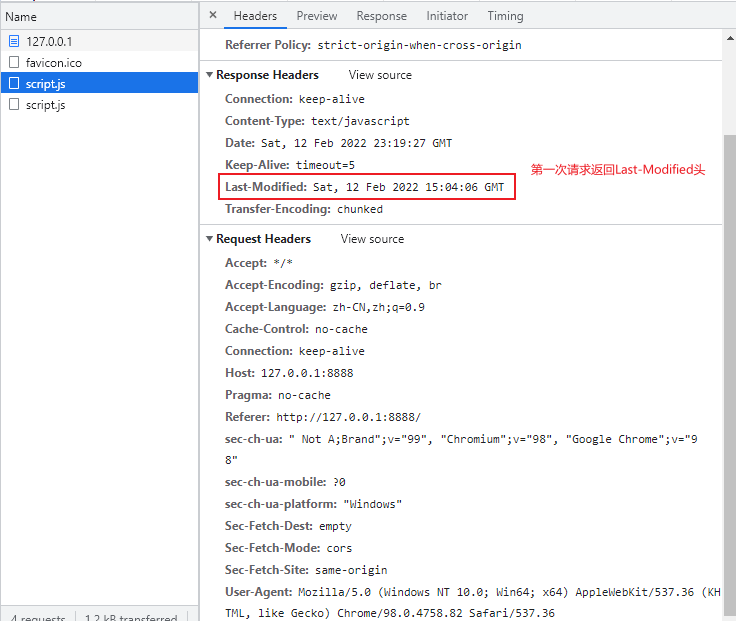 Name
× Headers Preview Response Initiator Timing
127.0.0.1
favicon.ico
script.js
script.js
Referrer Policy: strict-origin-when-cross-origin
Response Headers View source
Connection: keep-alive
Content-Type: text/javascript
Date: Sat, 12 Feb 2022 23:19:27 GMT
Keep-Alive: timeout=5
Last-Modified: Sat, 12 Feb 2022 15:04:06 GMT
第一次请求返回Last-Modified头
Transfer-Encoding: chunked
Request Headers View source
Accept: */*
Accept-Encoding: gzip, deflate, br
Accept-Language: zh-CN,zh;q=0.9
Cache-Control: no-cache
Connection: keep-alive
Host: 127.0.0.1:8888
Pragma: no-cache
Referer: http://127.0.0.1:8888/
sec-ch-ua: " Not A;Brand";v="99", "Chromium";v="98", "Google Chrome";v="9
8"
sec-ch-ua-mobile: ?0
sec-ch-ua-platform: "Windows"
Sec-Fetch-Dest: empty
Sec-Fetch-Mode: cors
Sec-Fetch-Site: same-origin
User-Agent: Mozilla/5.0 (Windows NT 10.0; Win64; x64) AppleWebKit/537.36 (KH
TML, like Gecko) Chrome/98.0.4758.82 Safari/537.36
4 requests 1.2 kB transferred